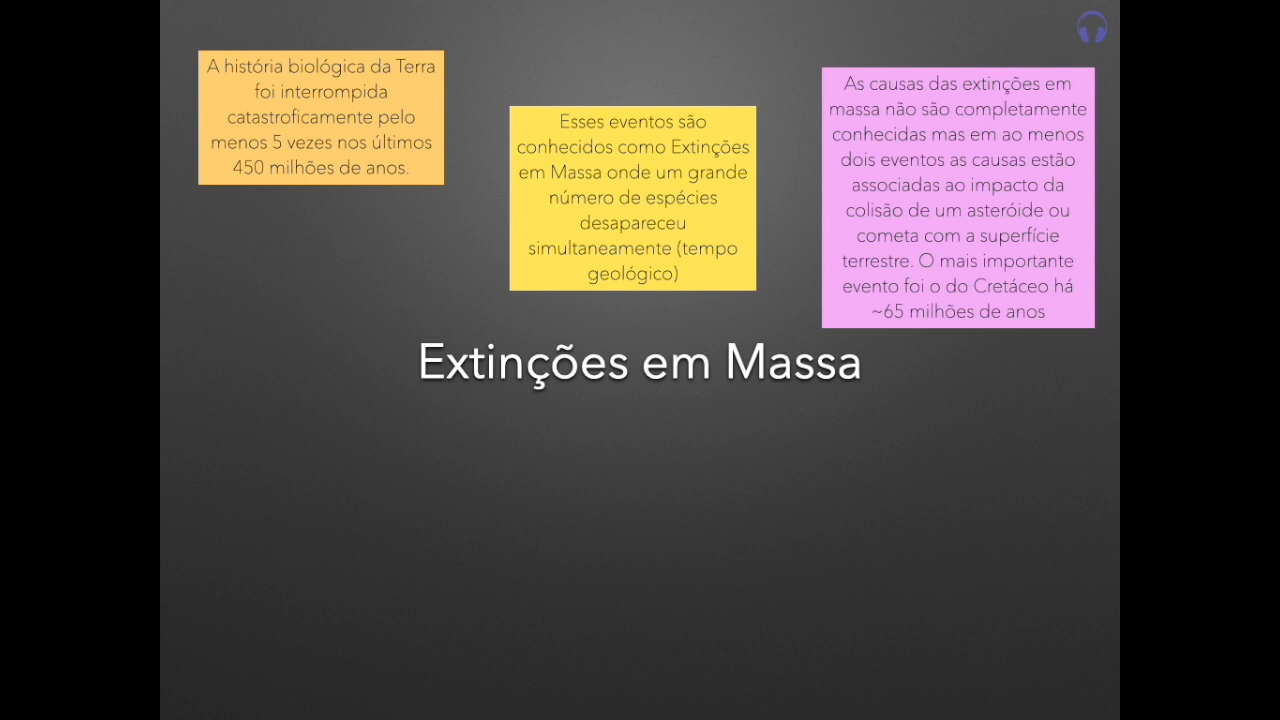 A história biológica da Terra
foi interrompida
catastroficamente pelo
menos 5 vezes nos últimos
450 milhões de anos.
Esses eventos são
conhecidos como Extinções
em Massa onde um grande
número de espécies
desapareceu
simultaneamente (tempo
geológico)
As causas das extinções em
massa não são completamente
conhecidas mas em ao menos
dois eventos as causas estão
associadas ao impacto da
colisão de um asteróide ou
cometa com a superfície
terrestre. O mais importante
evento foi o do Cretáceo há
~65 milhões de anos
Extinções em Massa